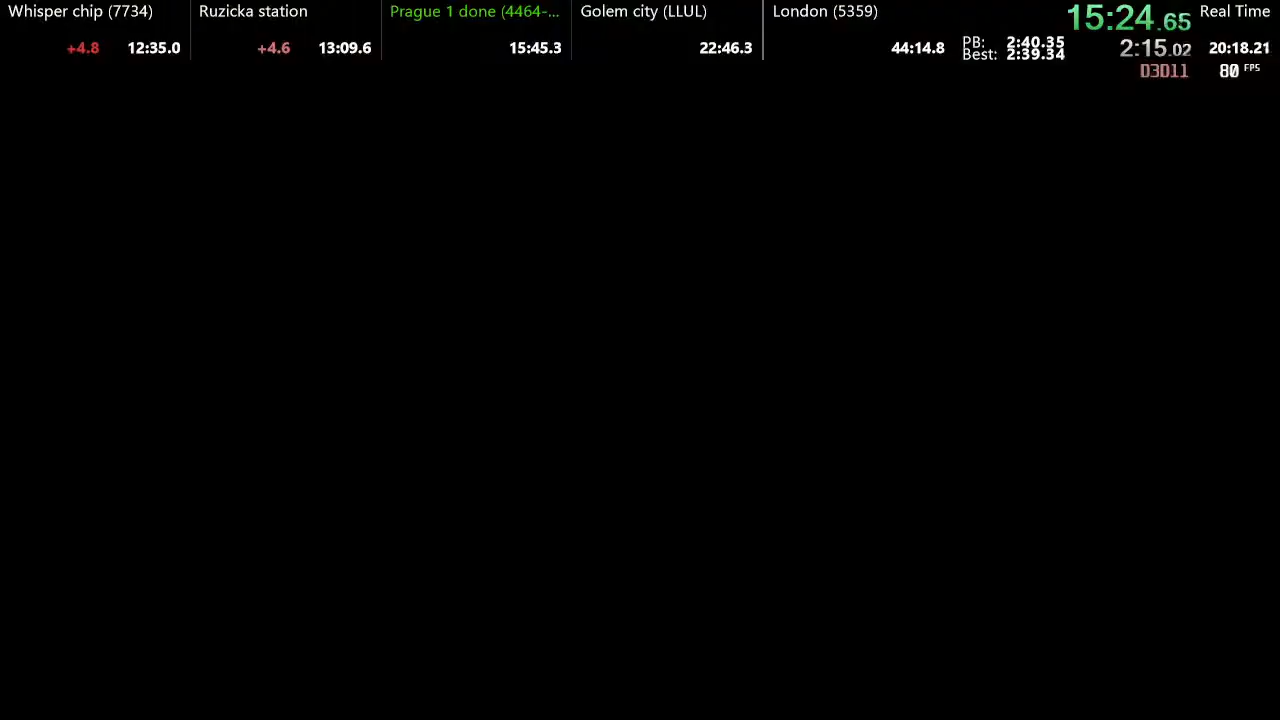 Whisper chip (7734)
+4.8 12:35.0
Ruzicka station
+4.6 13:09.6
Prague 1 done (4464-...
15:45.3
Golem city (LLUL)
22:46.3
London (5359)
44:14.8
PB: 2:40.35
Best: 2:39.34
15:24.65
2:15.02
Real Time
20:18.21
D3D11 80 FPS